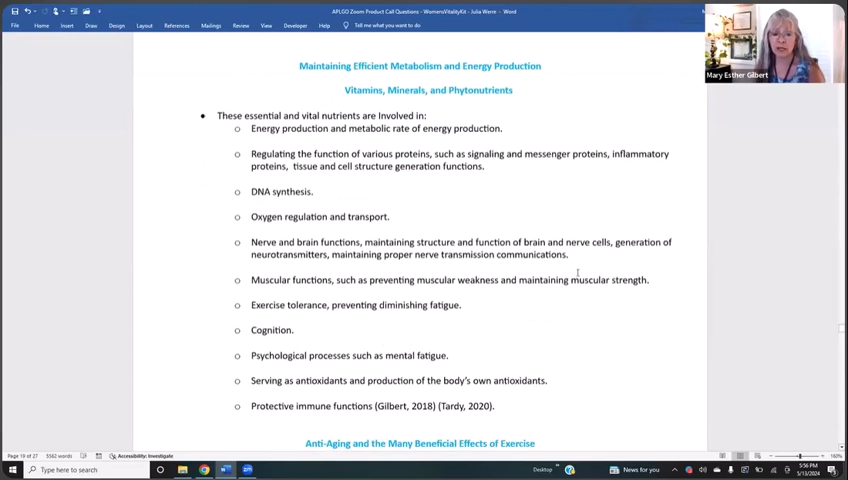 APLGO Zoom Product Call Questions - WomensVitalityKit - Julia Werre - Word
File Home Insert Draw Design Layout References Mailings Review View Developer Help Tell me what you want to do
Mary Esther Gilbert
Maintaining Efficient Metabolism and Energy Production
Vitamins, Minerals, and Phytonutrients
• These essential and vital nutrients are Involved in:
o Energy production and metabolic rate of energy production.
o Regulating the function of various proteins, such as signaling and messenger proteins, inflammatory
proteins, tissue and cell structure generation functions.
o DNA synthesis.
o Oxygen regulation and transport.
o Nerve and brain functions, maintaining structure and function of brain and nerve cells, generation of
neurotransmitters, maintaining proper nerve transmission communications.
o Muscular functions, such as preventing muscular weakness and maintaining muscular strength.
o Exercise tolerance, preventing diminishing fatigue.
o Cognition.
o Psychological processes such as mental fatigue.
o Serving as antioxidants and production of the body's own antioxidants.
o Protective immune functions (Gilbert, 2018) (Tardy, 2020).
Anti-Aging and the Many Beneficial Effects of Exercise
Page 19 of 27 5162 words Accessibility: Investigate 160%
Type here to search Desktop News for you 5:56 PM
5/13/2024